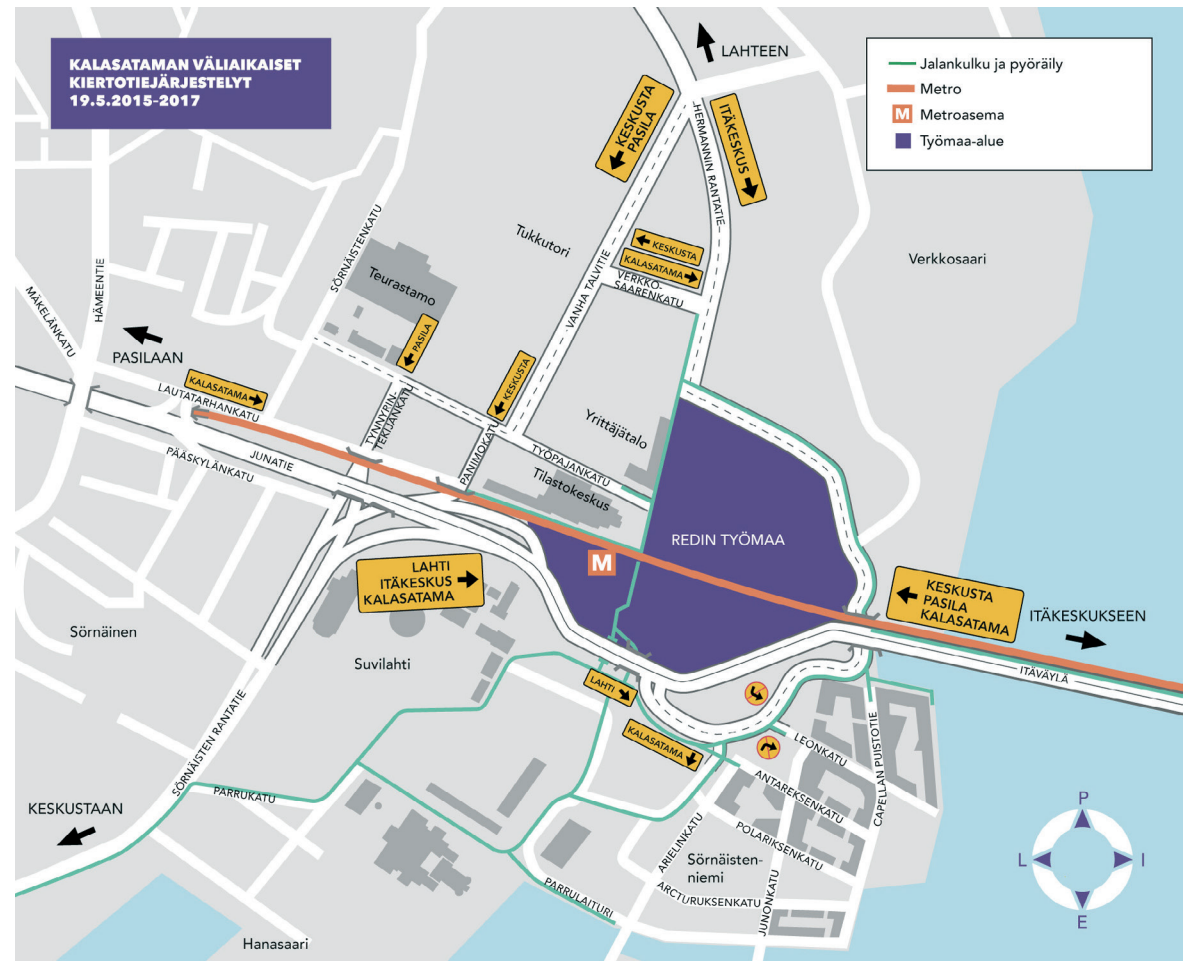 KALASATAMAN VÄLIAIKAISET
KIERTOTIEJÄRJESTELYT
19.5.2015-2017
LAHTEEN
Jalankulku ja pyöräily
Metro
M
Metroasema
Työmaa-alue
KESKUSTA
PASILA
ITÄKESKUS
HERMANNIN RANTATIE
SÖRNÄISTENKATU
Tukkutori
KESKUSTA
KALASATAMA
VERKKO-
SAARENKATU
Verkkosaari
HÄMEENTIE
MÄKELÄNKATU
Teurastamo
VANHA TALVITIE
PASILAAN
PASILA
KESKUSTA
KALASATAMA
LAUTATARHANKATU
TYNNYRIN-
TEKIJÄNKATU
PANIMOKATU
Yrittäjätalo
TYÖPAJANKATU
JUNATIE
PÄÄSKYLÄNKATU
Tilastokeskus
REDIN TYÖMAA
M
LAHTI
ITÄKESKUS
KALASATAMA
KESKUSTA
PASILA
KALASATAMA
ITÄKESKUKSEEN
ITÄVÄYLÄ
Sörnäinen
Suvilahti
LAHTI
KALASATAMA
LEONKATU
CAPELLAN PUISTOTIE
ANTAREKSENKATU
SÖRNÄISTEN RANTATIE
PARRUKATU
KESKUSTAAN
POLARIKSENKATU
ARIELINKATU
Sörnäisten-
niemi
ARCTURUKSENKATU
JUNONKATU
PARRULAITURI
Hanasaari
P
L
I
E